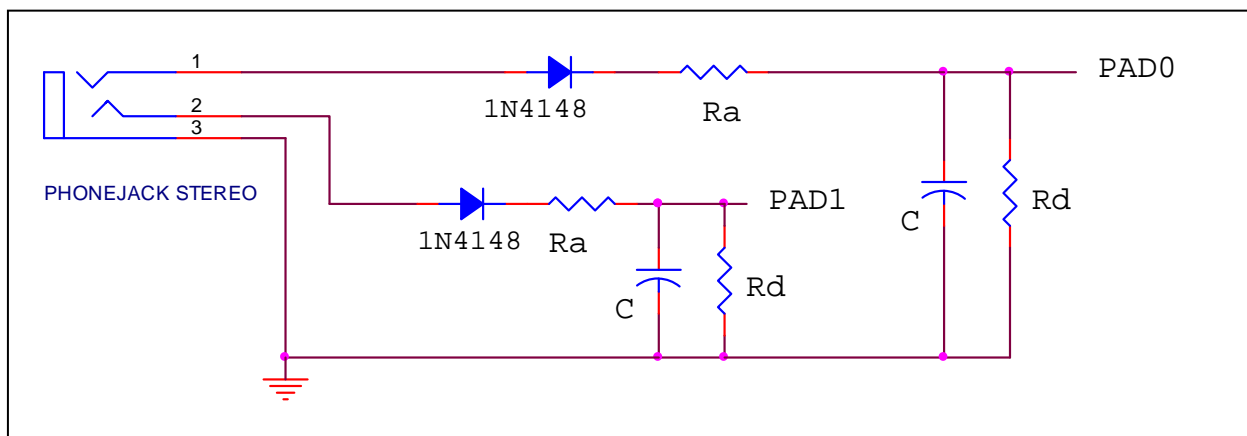 1
PAD0
1N4148
Ra
2
3
PHONEJACK STEREO
C
Rd
PAD1
1N4148
Ra
C
Rd